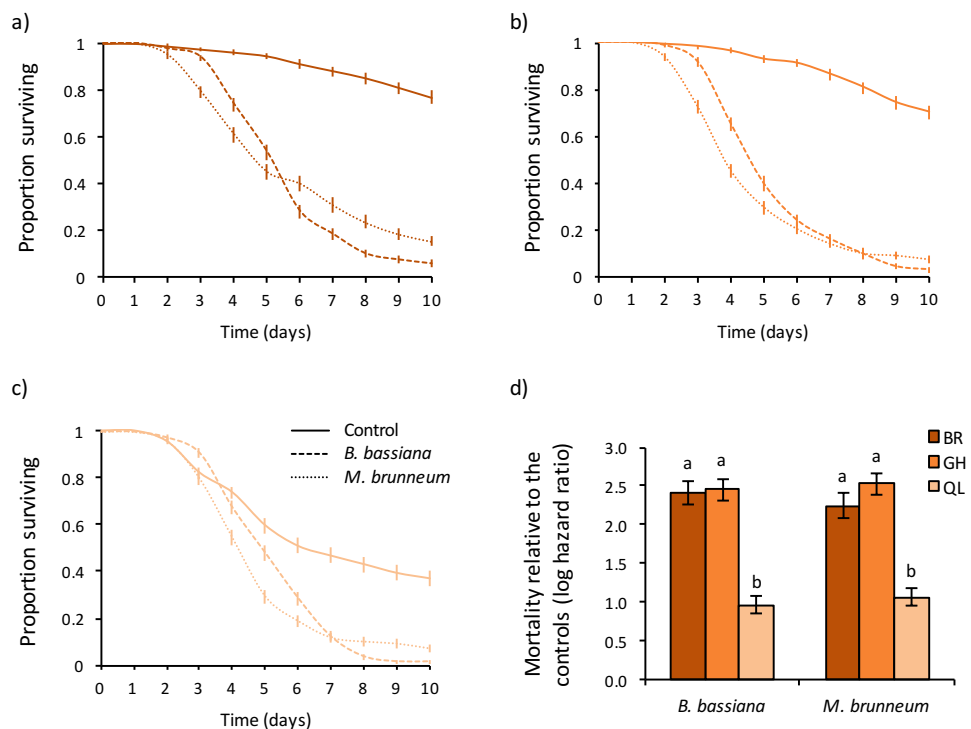 a)
Proportion surviving
1
0.8
0.6
0.4
0.2
0
0 1 2 3 4 5 6 7 8 9 10
Time (days)
b)
Proportion surviving
1
0.8
0.6
0.4
0.2
0
0 1 2 3 4 5 6 7 8 9 10
Time (days)
c)
Proportion surviving
1
0.8
0.6
0.4
0.2
0
0 1 2 3 4 5 6 7 8 9 10
Time (days)
Control
B. bassiana
M. brunneum
d)
Mortality relative to the
controls (log hazard ratio)
3.0
2.5
2.0
1.5
1.0
0.5
0.0
a a b
a a b
B. bassiana M. brunneum
BR
GH
QL